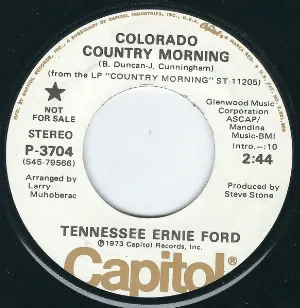 COLORADO
COUNTRY MORNING
(B. Duncan-J. Cunningham)
(from the LP "COUNTRY MORNING" ST-11205)
NOT
FOR SALE
STEREO
P-3704
(S45-79566)
Arranged by
Larry
Muhoberac
Glenwood Music
Corporation
ASCAP/
Mandina
Music-BMI
Intro.-:10
2:44
Produced by
Steve Stone
TENNESSEE ERNIE FORD
℗1973 Capitol Records, Inc.
Capitol®